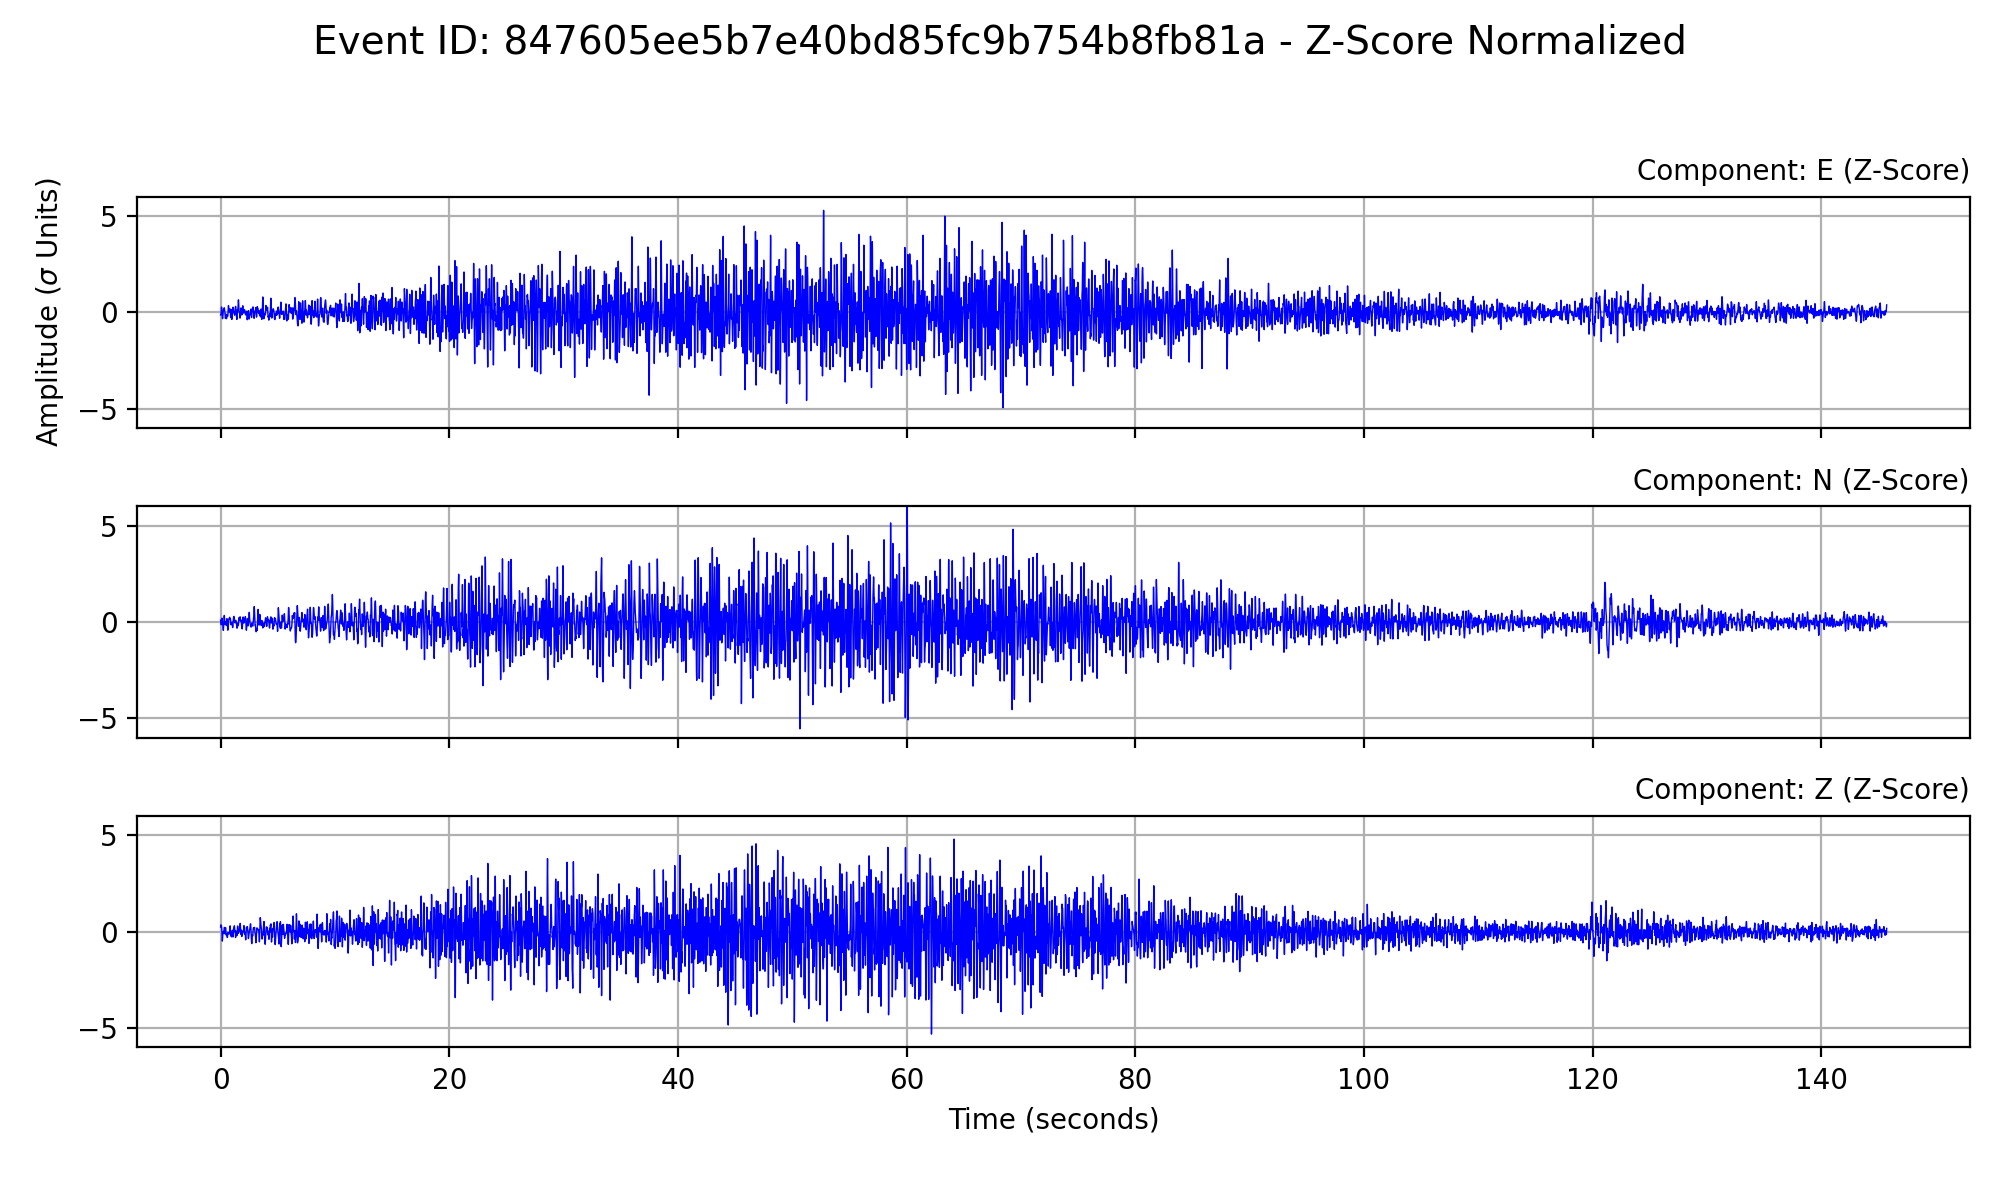 Event ID: 847605ee5b7e40bd85fc9b754b8fb81a - Z-Score Normalized
Component: E (Z-Score)
Amplitude (σ Units)
5
0
−5
Component: N (Z-Score)
5
0
−5
Component: Z (Z-Score)
5
0
−5
0 20 40 60 80 100 120 140
Time (seconds)